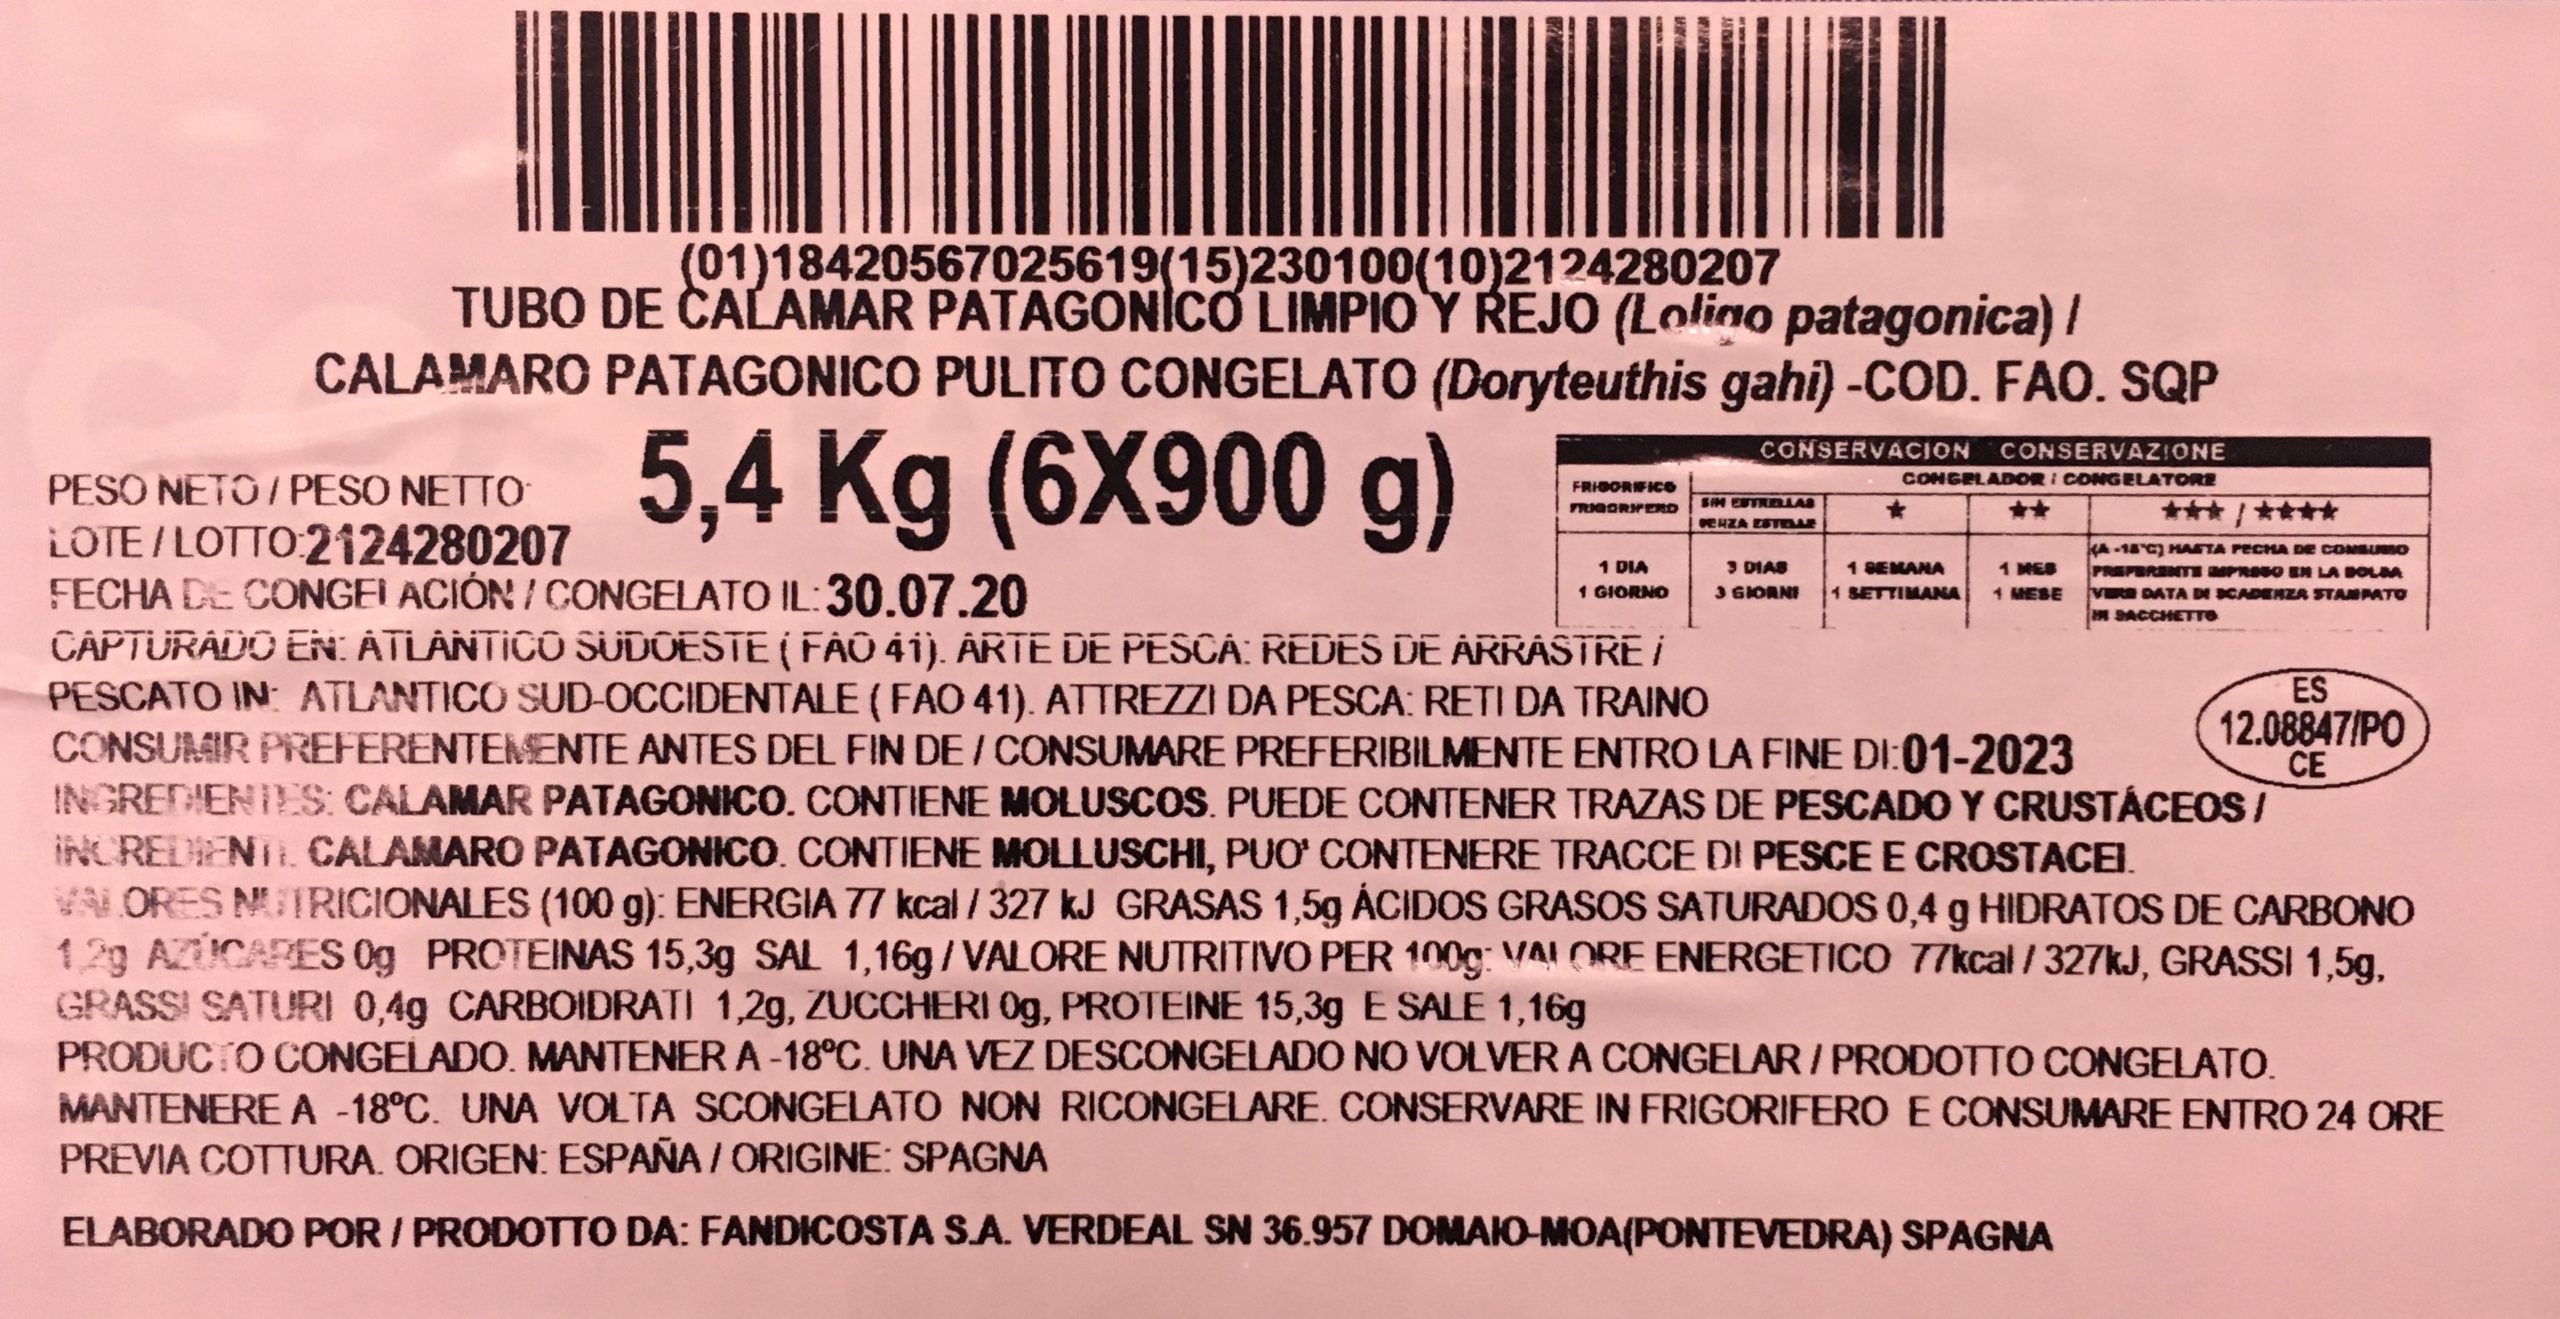 (01)18420567025619(15)230100(10)2124280207
TUBO DE CALAMAR PATAGONICO LIMPIO Y REJO (Loligo patagonica) /
CALAMARO PATAGONICO PULITO CONGELATO (Doryteuthis gahi) -COD. FAO. SQP
PESO NETO / PESO NETTO: 5,4 Kg (6X900 g)
LOTE / LOTTO:2124280207
FECHA DE CONGELACIÓN / CONGELATO IL: 30.07.20
CONSERVACION CONSERVAZIONE
CONGELADOR / CONGELATORE
FRIGORIFICO
FRIGORIFERO
SIN ESTRELLAS
SENZA ESTELLE
★ ★★ ★★★ / ★★★★
1 DIA
1 GIORNO
3 DIAS
3 GIORNI
1 SEMANA
1 SETTIMANA
1 MES
1 MESE
(A -18°C) HASTA FECHA DE CONSUMO
PREFERENTE IMPRESO EN LA BOLSA
VERE DATA DI SCADENZA STAMPATO
IN SACCHETTO
CAPTURADO EN: ATLÁNTICO SUDOESTE ( FAO 41). ARTE DE PESCA: REDES DE ARRASTRE /
PESCATO IN: ATLANTICO SUD-OCCIDENTALE ( FAO 41). ATTREZZI DA PESCA: RETI DA TRAINO
ES
12.08847/PO
CE
CONSUMIR PREFERENTEMENTE ANTES DEL FIN DE / CONSUMARE PREFERIBILMENTE ENTRO LA FINE DI:01-2023
INGREDIENTES: CALAMAR PATAGONICO. CONTIENE MOLUSCOS. PUEDE CONTENER TRAZAS DE PESCADO Y CRUSTÁCEOS /
INGREDIENTI. CALAMARO PATAGONICO. CONTIENE MOLLUSCHI, PUO' CONTENERE TRACCE DI PESCE E CROSTACEI.
VALORES NUTRICIONALES (100 g): ENERGIA 77 kcal / 327 kJ GRASAS 1,5g ÁCIDOS GRASOS SATURADOS 0,4 g HIDRATOS DE CARBONO
1,2g AZÚCARES 0g PROTEINAS 15,3g SAL 1,16g / VALORE NUTRITIVO PER 100g: VALORE ENERGETICO 77kcal / 327kJ, GRASSI 1,5g,
GRASSI SATURI 0,4g CARBOIDRATI 1,2g, ZUCCHERI 0g, PROTEINE 15,3g E SALE 1,16g
PRODUCTO CONGELADO. MANTENER A -18ºC. UNA VEZ DESCONGELADO NO VOLVER A CONGELAR / PRODOTTO CONGELATO.
MANTENERE A -18ºC. UNA VOLTA SCONGELATO NON RICONGELARE. CONSERVARE IN FRIGORIFERO E CONSUMARE ENTRO 24 ORE
PREVIA COTTURA. ORIGEN: ESPAÑA / ORIGINE: SPAGNA
ELABORADO POR / PRODOTTO DA: FANDICOSTA S.A. VERDEAL SN 36.957 DOMAIO-MOA(PONTEVEDRA) SPAGNA